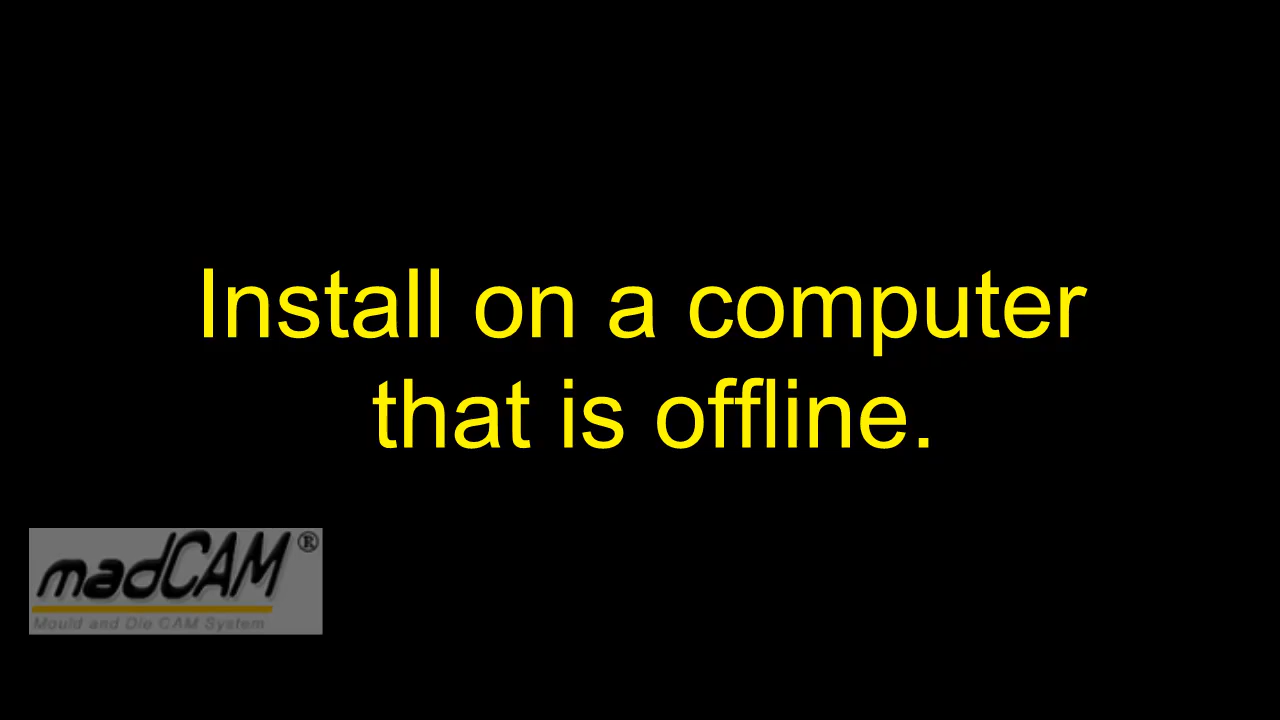 Install on a computer
that is offline.
madCAM®
Mould and Die CAM System